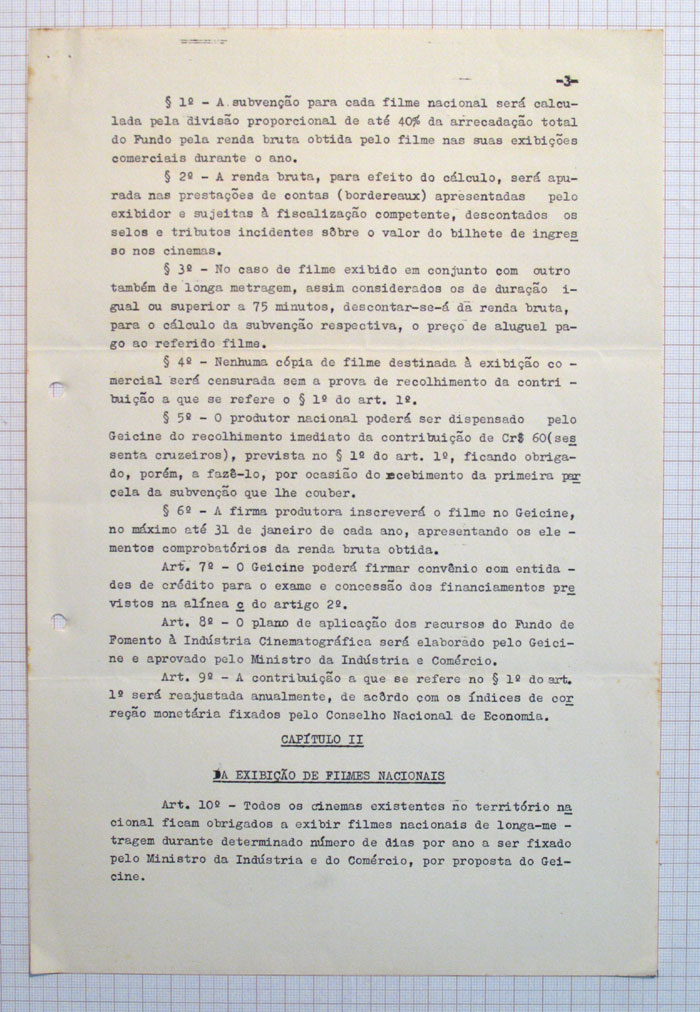 -3-
§ 1º - A subvenção para cada filme nacional será calcu-
lada pela divisão proporcional de até 40% da arrecadação total
do Fundo pela renda bruta obtida pelo filme nas suas exibições
comerciais durante o ano.
§ 2º - A renda bruta, para efeito do cálculo, será apu-
rada nas prestações de contas (bordereaux) apresentadas pelo
exibidor e sujeitas à fiscalização competente, descontados os
selos e tributos incidentes sôbre o valor do bilhete de ingres
so nos cinemas.
§ 3º - No caso de filme exibido em conjunto com outro
também de longa metragem, assim considerados os de duração i-
gual ou superior a 75 minutos, descontar-se-á da renda bruta,
para o cálculo da subvenção respectiva, o preço de aluguel pa-
go ao referido filme.
§ 4º - Nenhuma cópia de filme destinada à exibição co -
mercial será censurada sem a prova de recolhimento da contri -
buição a que se refere o § 1º do art. 1º.
§ 5º - O produtor nacional poderá ser dispensado pelo
Geicine do recolhimento imediato da contribuição de Cr$ 60(ses
senta cruzeiros), prevista no § 1º do art. 1º, ficando obriga-
do, porém, a fazê-lo, por ocasião do recebimento da primeira par
cela da subvenção que lhe couber.
§ 6º - A firma produtora inscreverá o filme no Geicine,
no máximo até 31 de janeiro de cada ano, apresentando os ele -
mentos comprobatórios da renda bruta obtida.
Art. 7º - O Geicine poderá firmar convênio com entida -
des de crédito para o exame e concessão dos financiamentos pre
vistos na alínea c do artigo 2º.
Art. 8º - O plano de aplicação dos recursos do Fundo de
Fomento à Indústria Cinematográfica será elaborado pelo Geici-
ne e aprovado pelo Ministro da Indústria e Comércio.
Art. 9º - A contribuição a que se refere no § 1º do art.
1º será reajustada anualmente, de acôrdo com os índices de cor
reção monetária fixados pelo Conselho Nacional de Economia.
CAPÍTULO II
DA EXIBIÇÃO DE FILMES NACIONAIS
Art. 10º - Todos os cinemas existentes no território na
cional ficam obrigados a exibir filmes nacionais de longa-me -
tragem durante determinado número de dias por ano a ser fixado
pelo Ministro da Indústria e do Comércio, por proposta do Gei-
cine.